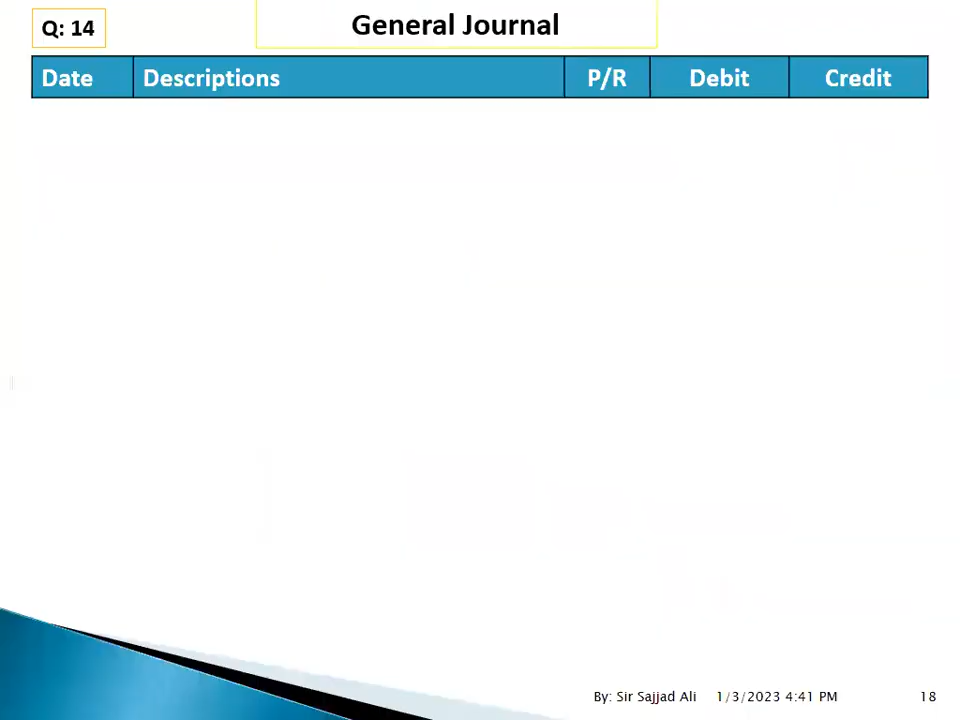 Q: 14
General Journal
Date Descriptions P/R Debit Credit
By: Sir Sajjad Ali 1/3/2023 4:41 PM 18